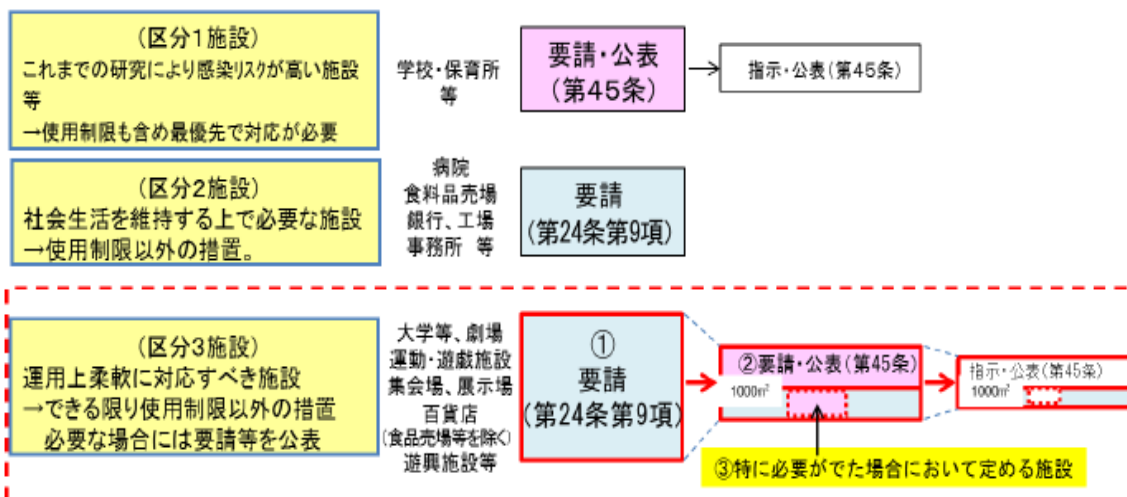 (区分1施設)
これまでの研究により感染リスクが高い施設
等
→使用制限も含め最優先で対応が必要
学校・保育所
等
要請・公表
(第45条)
指示・公表(第45条)
(区分2施設)
社会生活を維持する上で必要な施設
→使用制限以外の措置。
病院
食料品売場
銀行、工場
事務所 等
要請
(第24条第9項)
(区分3施設)
運用上柔軟に対応すべき施設
→できる限り使用制限以外の措置
必要な場合には要請等を公表
大学等、劇場
運動・遊戯施設
集会場、展示場
百貨店
(食品売場等を除く)
遊興施設等
①
要請
(第24条第9項)
②要請・公表(第45条)
1000㎡
指示・公表(第45条)
1000㎡
③特に必要がでた場合において定める施設